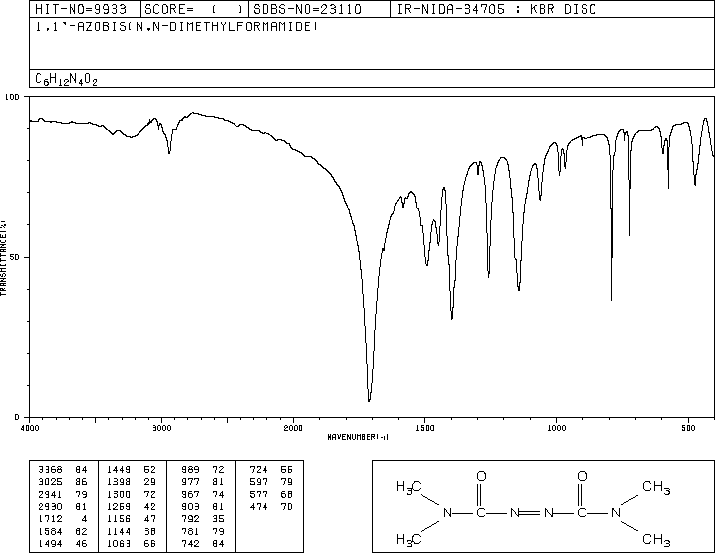 HIT-NO=9933 SCORE= ( ) SDBS-NO=23110 IR-NIDA-34705 : KBR DISC
1,1'-AZOBIS(N,N-DIMETHYLFORMAMIDE)
C6H12N4O2
100
50
0
TRANSMITTANCE(%)
4000 3000 2000 1500 1000 500
WAVENUMBER(-1)
3368 84 1449 52 989 72 724 55
3025 86 1398 29 977 81 597 79
2941 79 1300 72 967 74 577 68
2930 81 1259 42 903 81 474 70
1712 4 1156 47 792 35
1584 62 1144 38 781 79
1494 46 1063 66 742 84
O O
H3C CH3
N C N N C N
H3C CH3